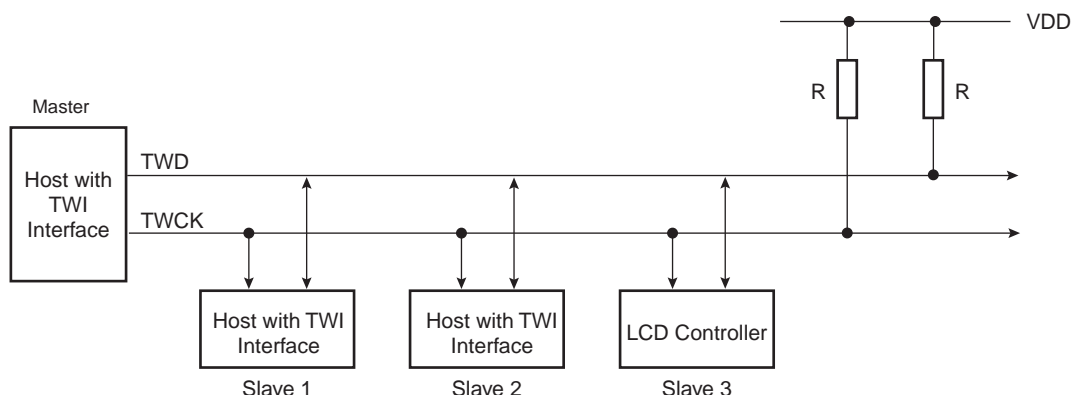 VDD
R
R
Master
Host with
TWI
Interface
TWD
TWCK
Host with TWI
Interface
Slave 1
Host with TWI
Interface
Slave 2
LCD Controller
Slave 3